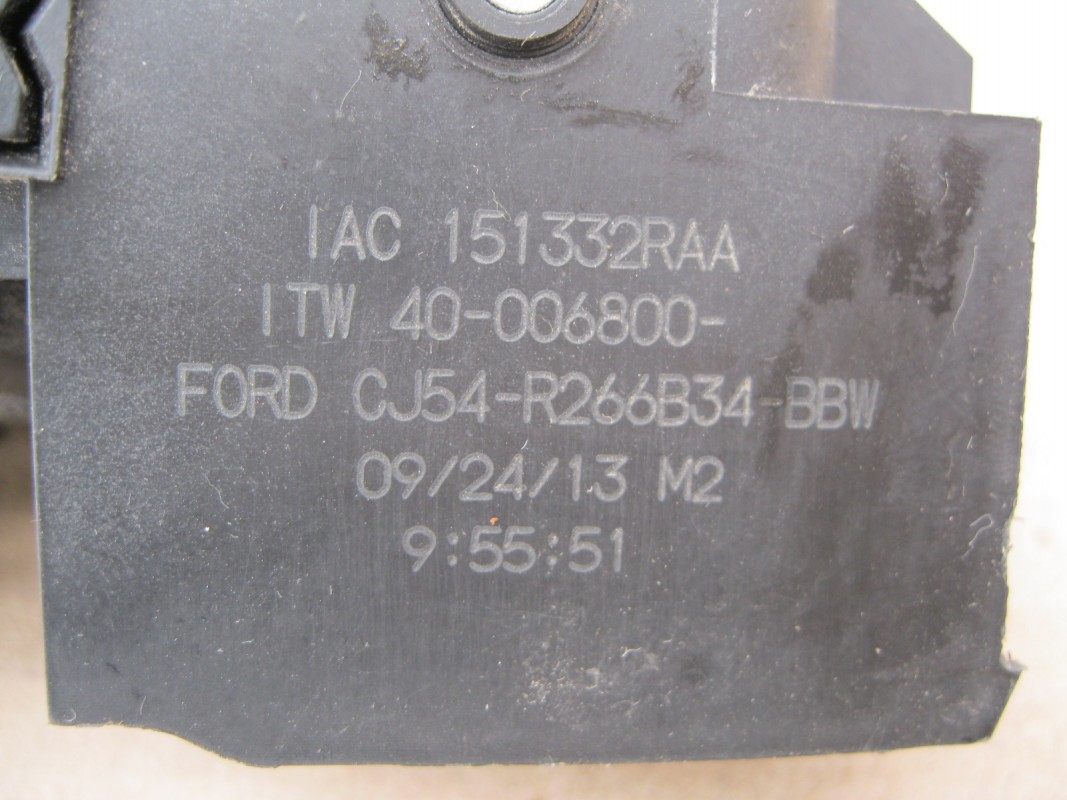 IAC 151332RAA
ITW 40-006800-
FORD CJ54-R266B34-BBW
09/24/13 M2
9:55:51